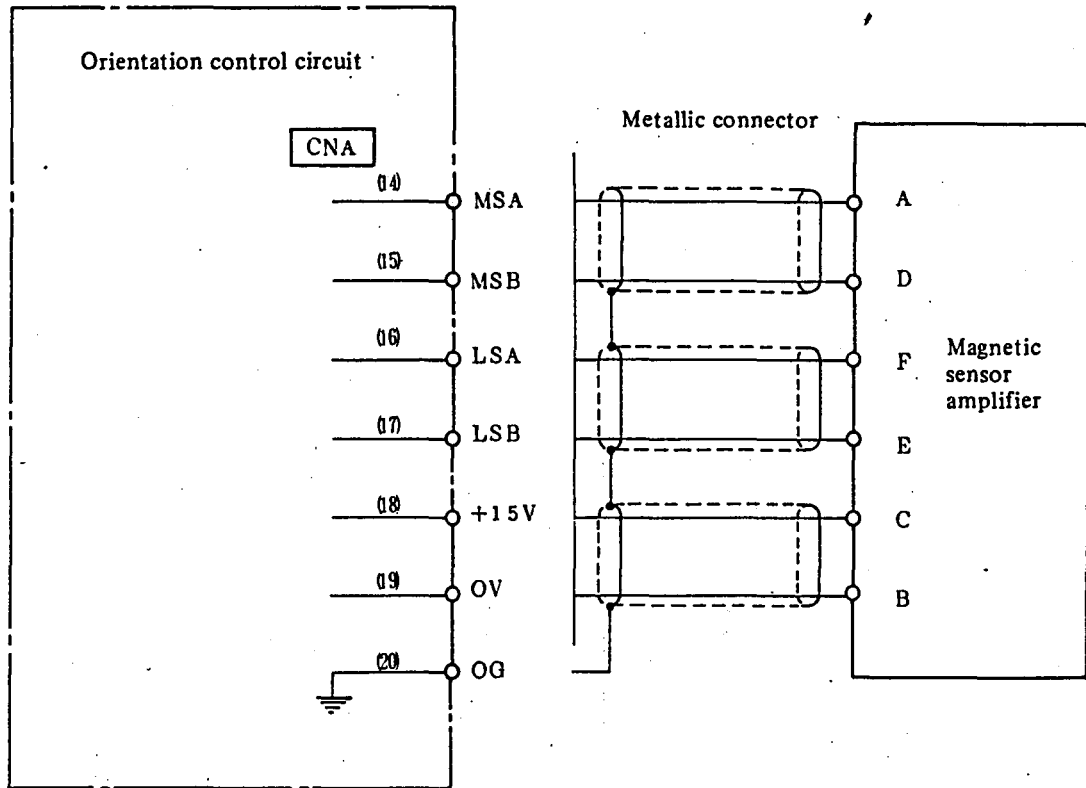 Orientation control circuit
CNA
Metallic connector
(14) MSA A
(15) MSB D
(16) LSA F
Magnetic
sensor
amplifier
(17) LSB E
(18) +15V C
(19) OV B
(20) OG